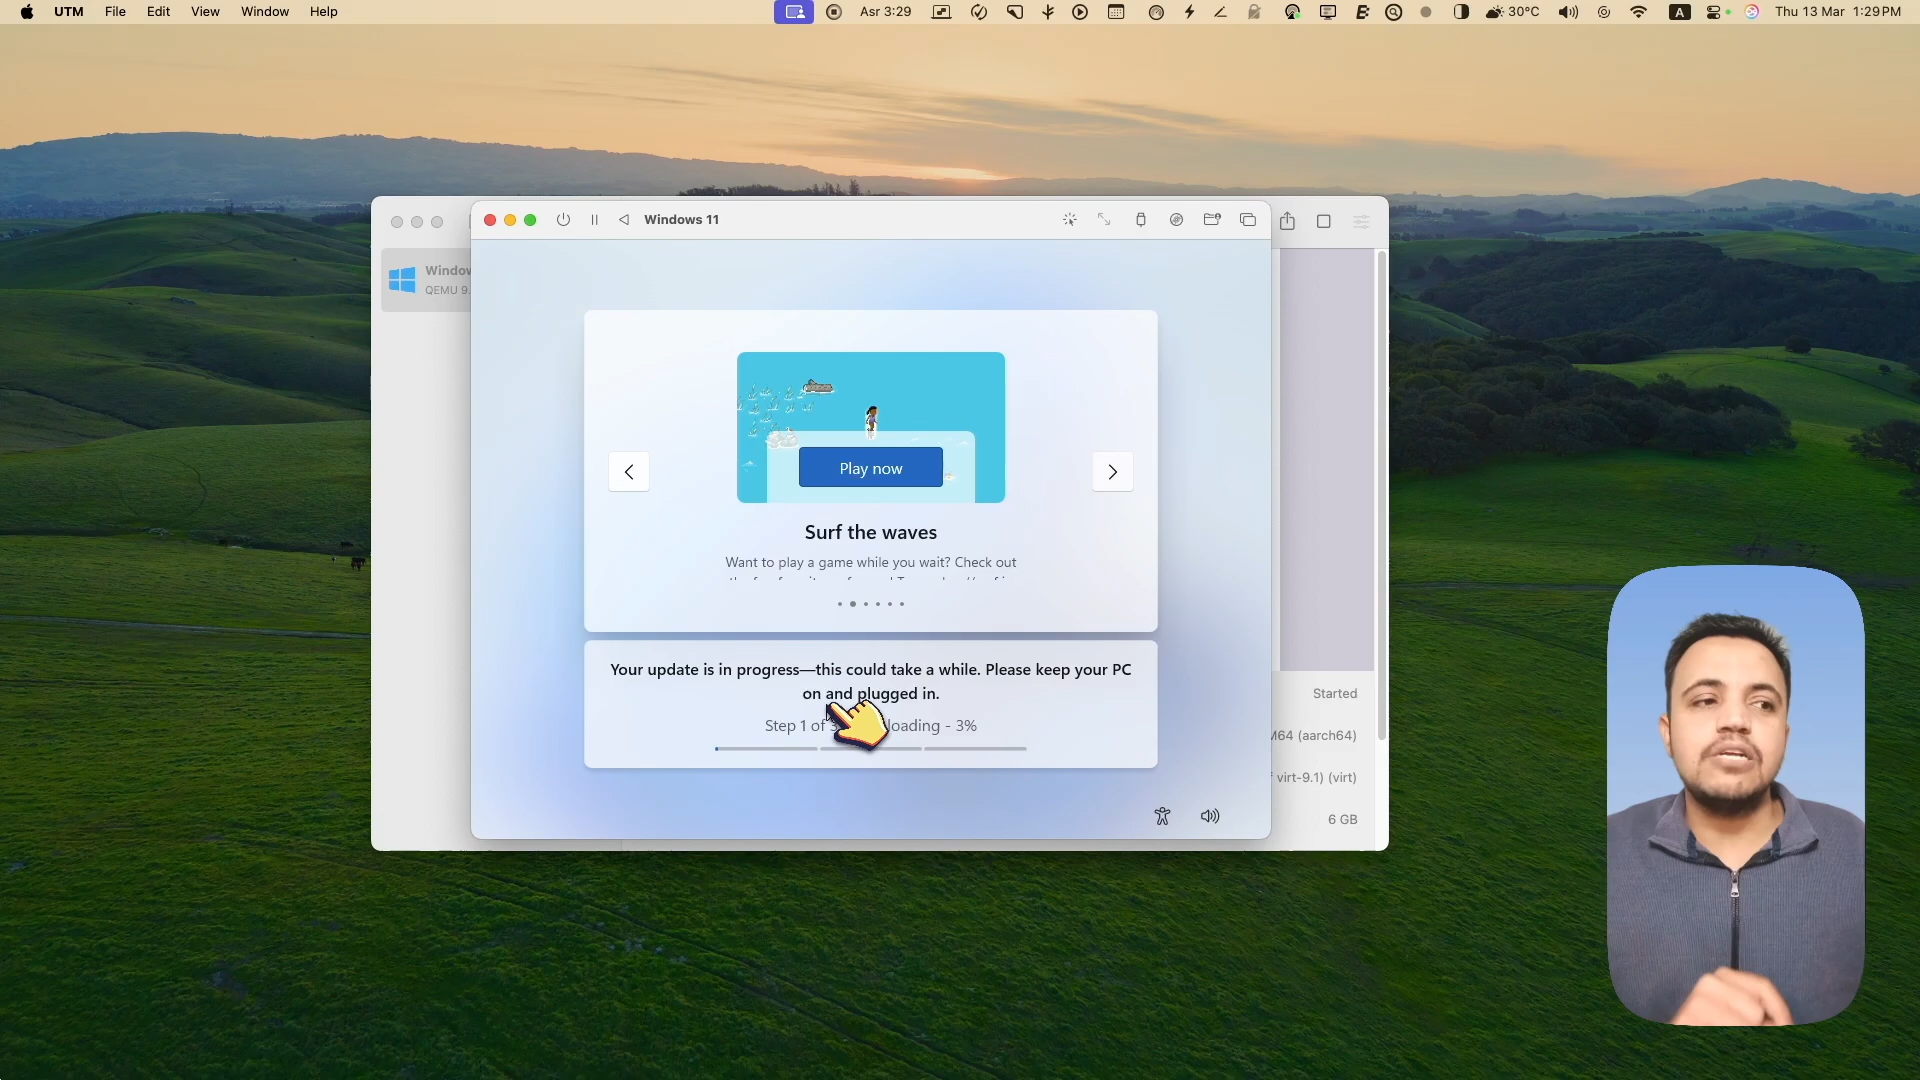 UTM File Edit View Window Help
Asr 3:29
30°C
A
Thu 13 Mar 1:29 PM
Windows 11
QEMU 9.
Play now
Surf the waves
Want to play a game while you wait? Check out
Your update is in progress—this could take a while. Please keep your PC
on and plugged in.
Step 1 of 3 loading - 3%
Started
M64 (aarch64)
virt-9.1) (virt)
6 GB